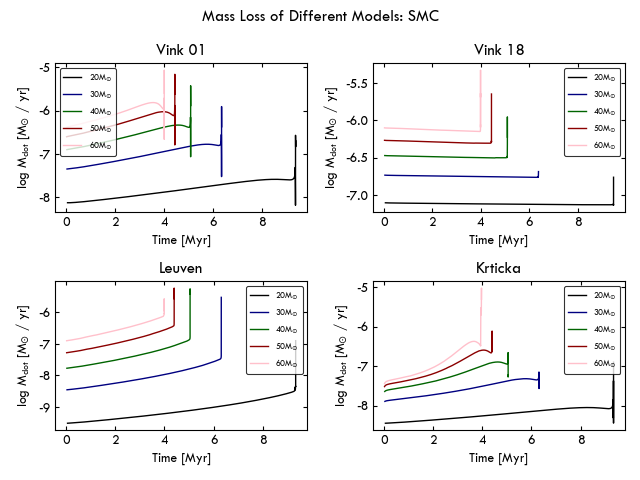 Mass Loss of Different Models: SMC
Vink 01
-5
-6
-7
-8
log Ṁdot [M⊙ / yr]
20M⊙
30M⊙
40M⊙
50M⊙
60M⊙
0 2 4 6 8
Time [Myr]
Vink 18
-5.5
-6.0
-6.5
-7.0
log Mdot [M⊙ / yr]
20M⊙
30M⊙
40M⊙
50M⊙
60M⊙
0 2 4 6 8
Time [Myr]
Leuven
-6
-7
-8
-9
log Mdot [M⊙ / yr]
20M⊙
30M⊙
40M⊙
50M⊙
60M⊙
0 2 4 6 8
Time [Myr]
Krticka
-5
-6
-7
-8
log Mdot [M⊙ / yr]
20M⊙
30M⊙
40M⊙
50M⊙
60M⊙
0 2 4 6 8
Time [Myr]